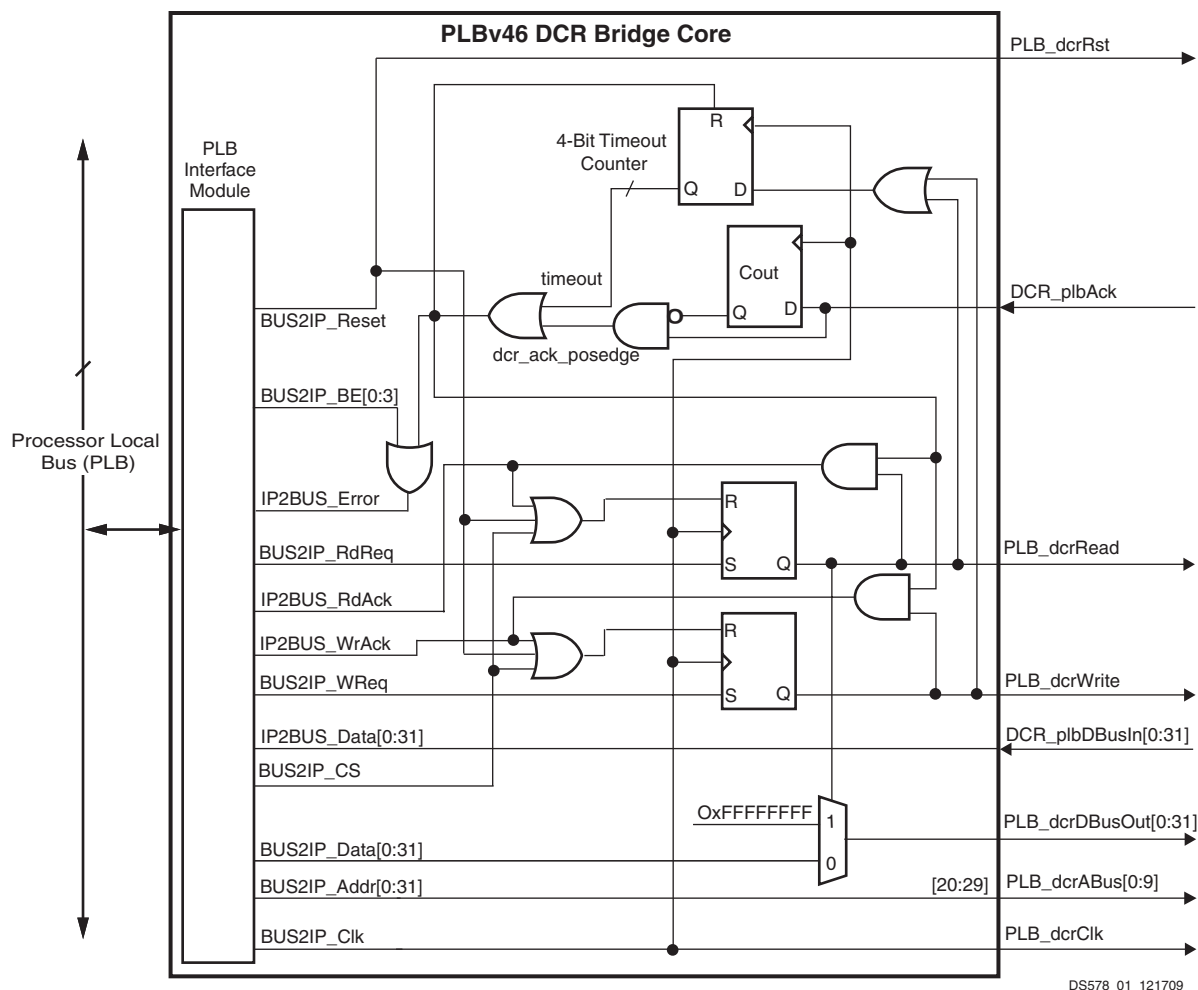 PLBv46 DCR Bridge Core
PLB_dcrRst
R
4-Bit Timeout
Counter
Q
D
PLB
Interface
Module
Cout
timeout
DCR_plbAck
BUS2IP_Reset
Q
D
dcr_ack_posedge
BUS2IP_BE[0:3]
Processor Local
Bus (PLB)
IP2BUS_Error
R
BUS2IP_RdReq
S
Q
PLB_dcrRead
IP2BUS_RdAck
IP2BUS_WrAck
R
BUS2IP_WReq
S
Q
PLB_dcrWrite
IP2BUS_Data[0:31]
DCR_plbDBusIn[0:31]
BUS2IP_CS
OxFFFFFFFF
1
PLB_dcrDBusOut[0:31]
BUS2IP_Data[0:31]
0
BUS2IP_Addr[0:31]
[20:29]
PLB_dcrABus[0:9]
BUS2IP_Clk
PLB_dcrClk
DS578_01_121709